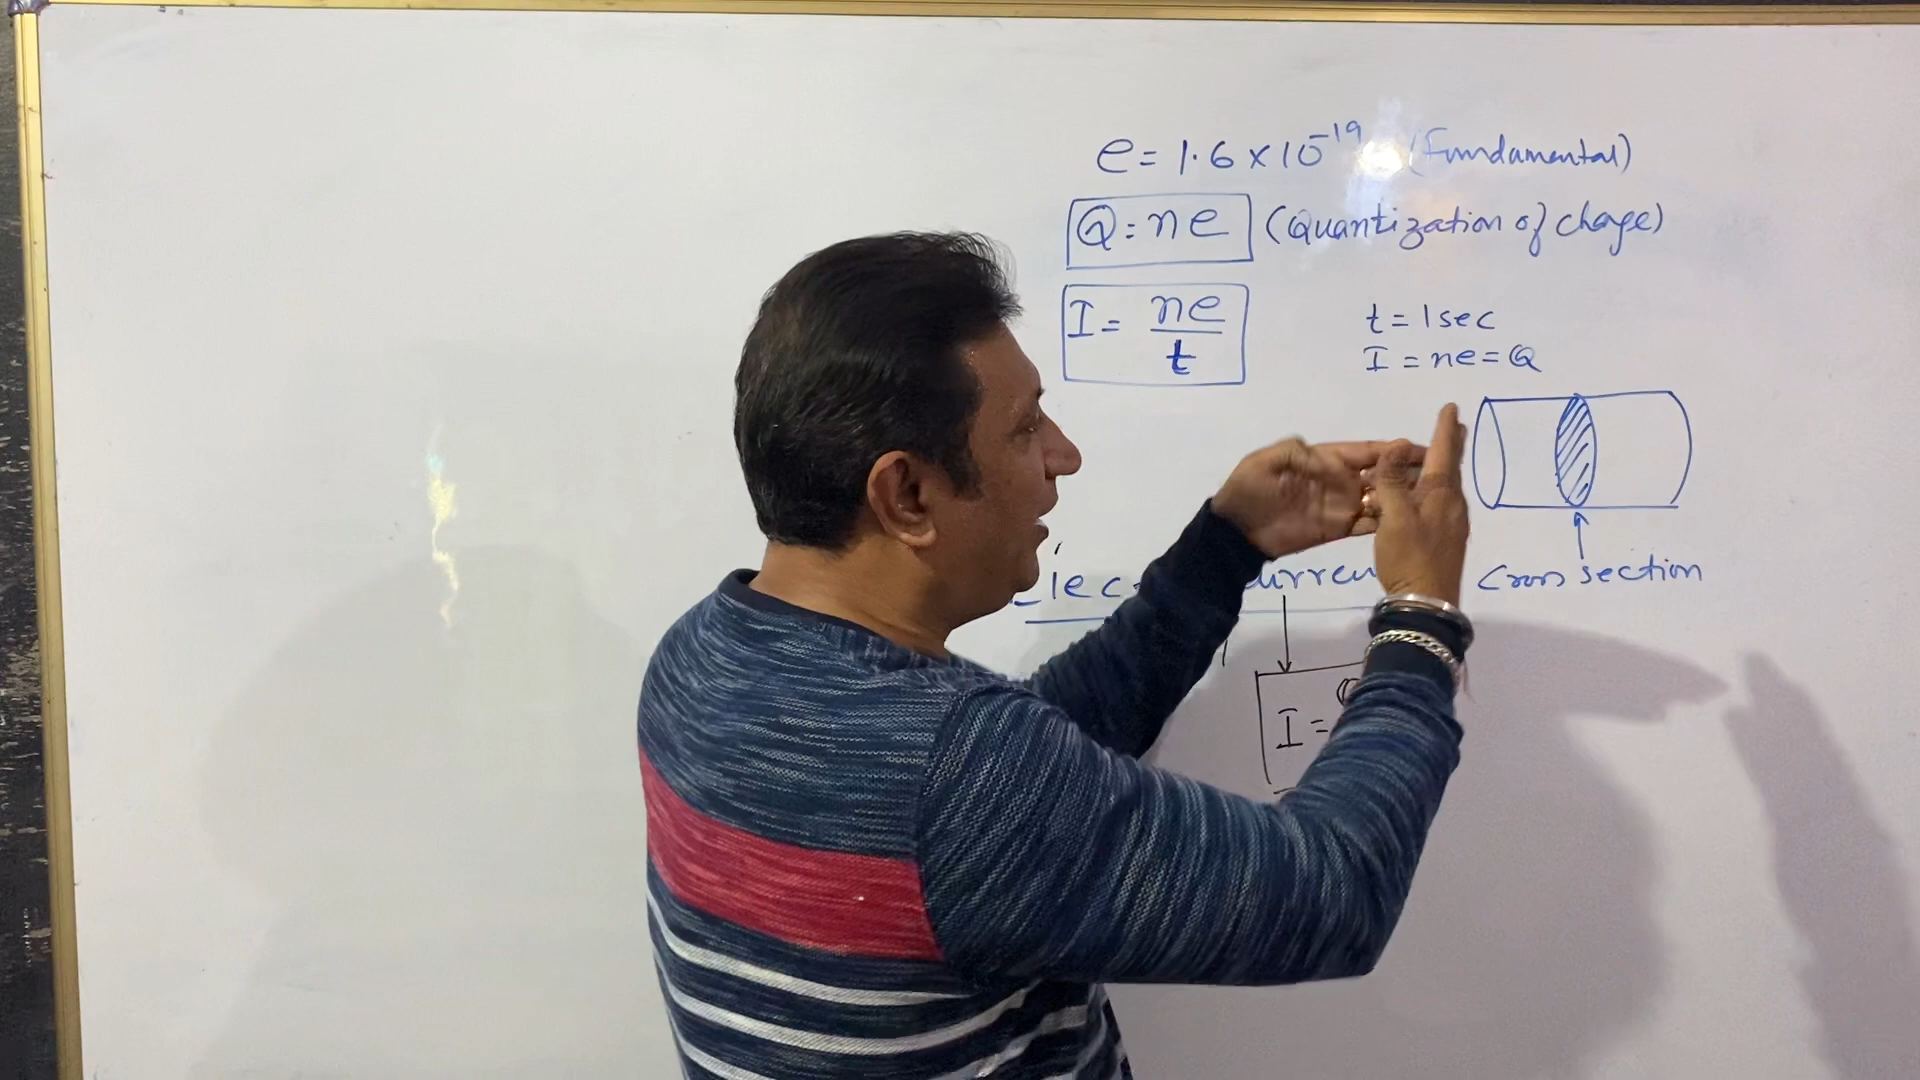 e = 1.6 × 10⁻¹⁹ (Fundamental)
Q = ne (Quantization of charge)
I = ne/t
t = 1 sec
I = ne = Q
Cross section
I =